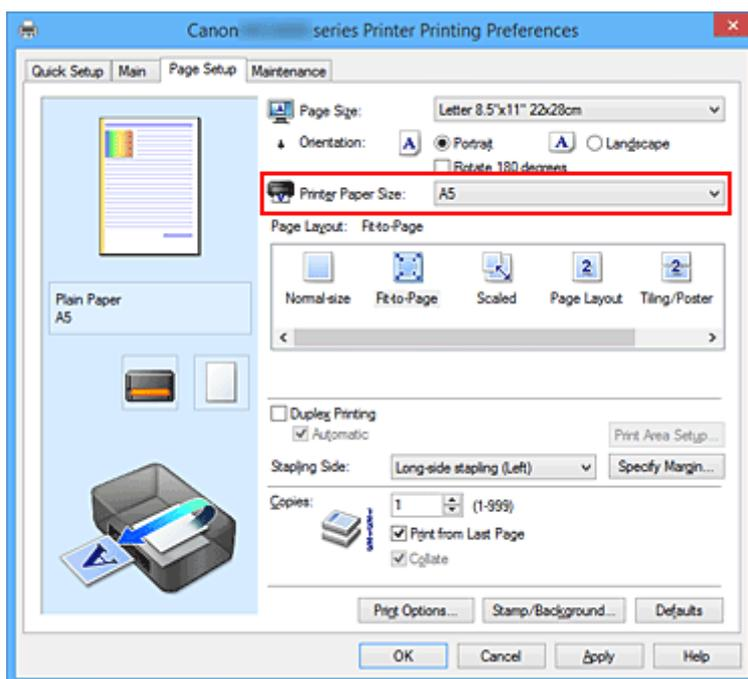 Canon series Printer Printing Preferences
Quick Setup Main Page Setup Maintenance
Page Size: Letter 8.5"x11" 22x28cm
Orientation: A Portrait A Landscape
Rotate 180 degrees
Printer Paper Size: A5
Page Layout: Fit-to-Page
2 2
Normal-size Fit-to-Page Scaled Page Layout Tiling/Poster
Plain Paper
A5
Duplex Printing
Automatic
Print Area Setup...
Stapling Side: Long-side stapling (Left) Specify Margin...
Copies: 1 (1-999)
Print from Last Page
Collate
A
Print Options... Stamp/Background... Defaults
OK Cancel Apply Help